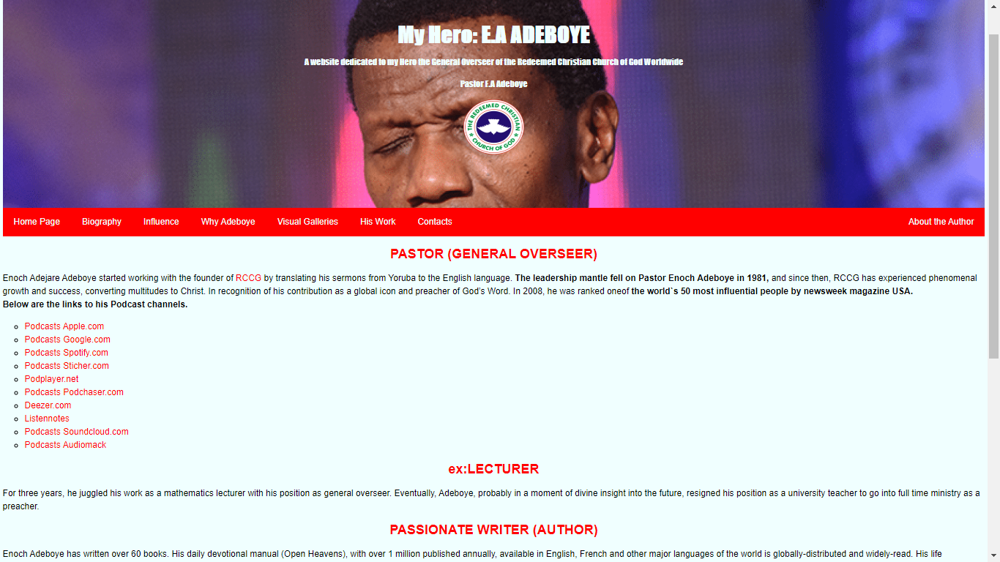 My Hero: E.A ADEBOYE
A website dedicated to my Hero the General Overseer of the Redeemed Christian Church of God Worldwide
Pastor E.A Adeboye
THE REDEEMED CHRISTIAN
CHURCH OF GOD
Home Page Biography Influence Why Adeboye Visual Galleries His Work Contacts About the Author
PASTOR (GENERAL OVERSEER)
Enoch Adejare Adeboye started working with the founder of RCCG by translating his sermons from Yoruba to the English language. The leadership mantle fell on Pastor Enoch Adeboye in 1981, and since then, RCCG has experienced phenomenal
growth and success, converting multitudes to Christ. In recognition of his contribution as a global icon and preacher of God’s Word. In 2008, he was ranked oneof the world`s 50 most influential people by newsweek magazine USA.
Below are the links to his Podcast channels.
Podcasts Apple.com
Podcasts Google.com
Podcasts Spotify.com
Podcasts Sticher.com
Podplayer.net
Podcasts Podchaser.com
Deezer.com
Listennotes
Podcasts Soundcloud.com
Podcasts Audiomack
ex:LECTURER
For three years, he juggled his work as a mathematics lecturer with his position as general overseer. Eventually, Adeboye, probably in a moment of divine insight into the future, resigned his position as a university teacher to go into full time ministry as a
preacher.
PASSIONATE WRITER (AUTHOR)
Enoch Adeboye has written over 60 books. His daily devotional manual (Open Heavens), with over 1 million published annually, available in English, French and other major languages of the world is globally-distributed and widely-read. His life